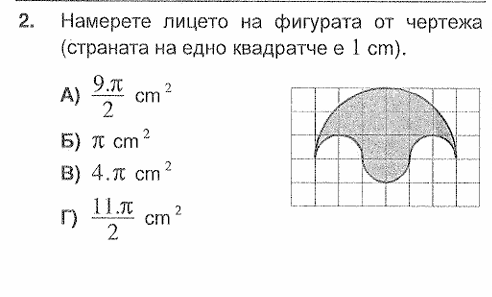 2. Намерете лицето на фигурата от чертежа
(страната на едно квадратче е 1 cm).
А) 9.π/2 cm²
Б) π cm²
В) 4.π cm²
Г) 11.π/2 cm²